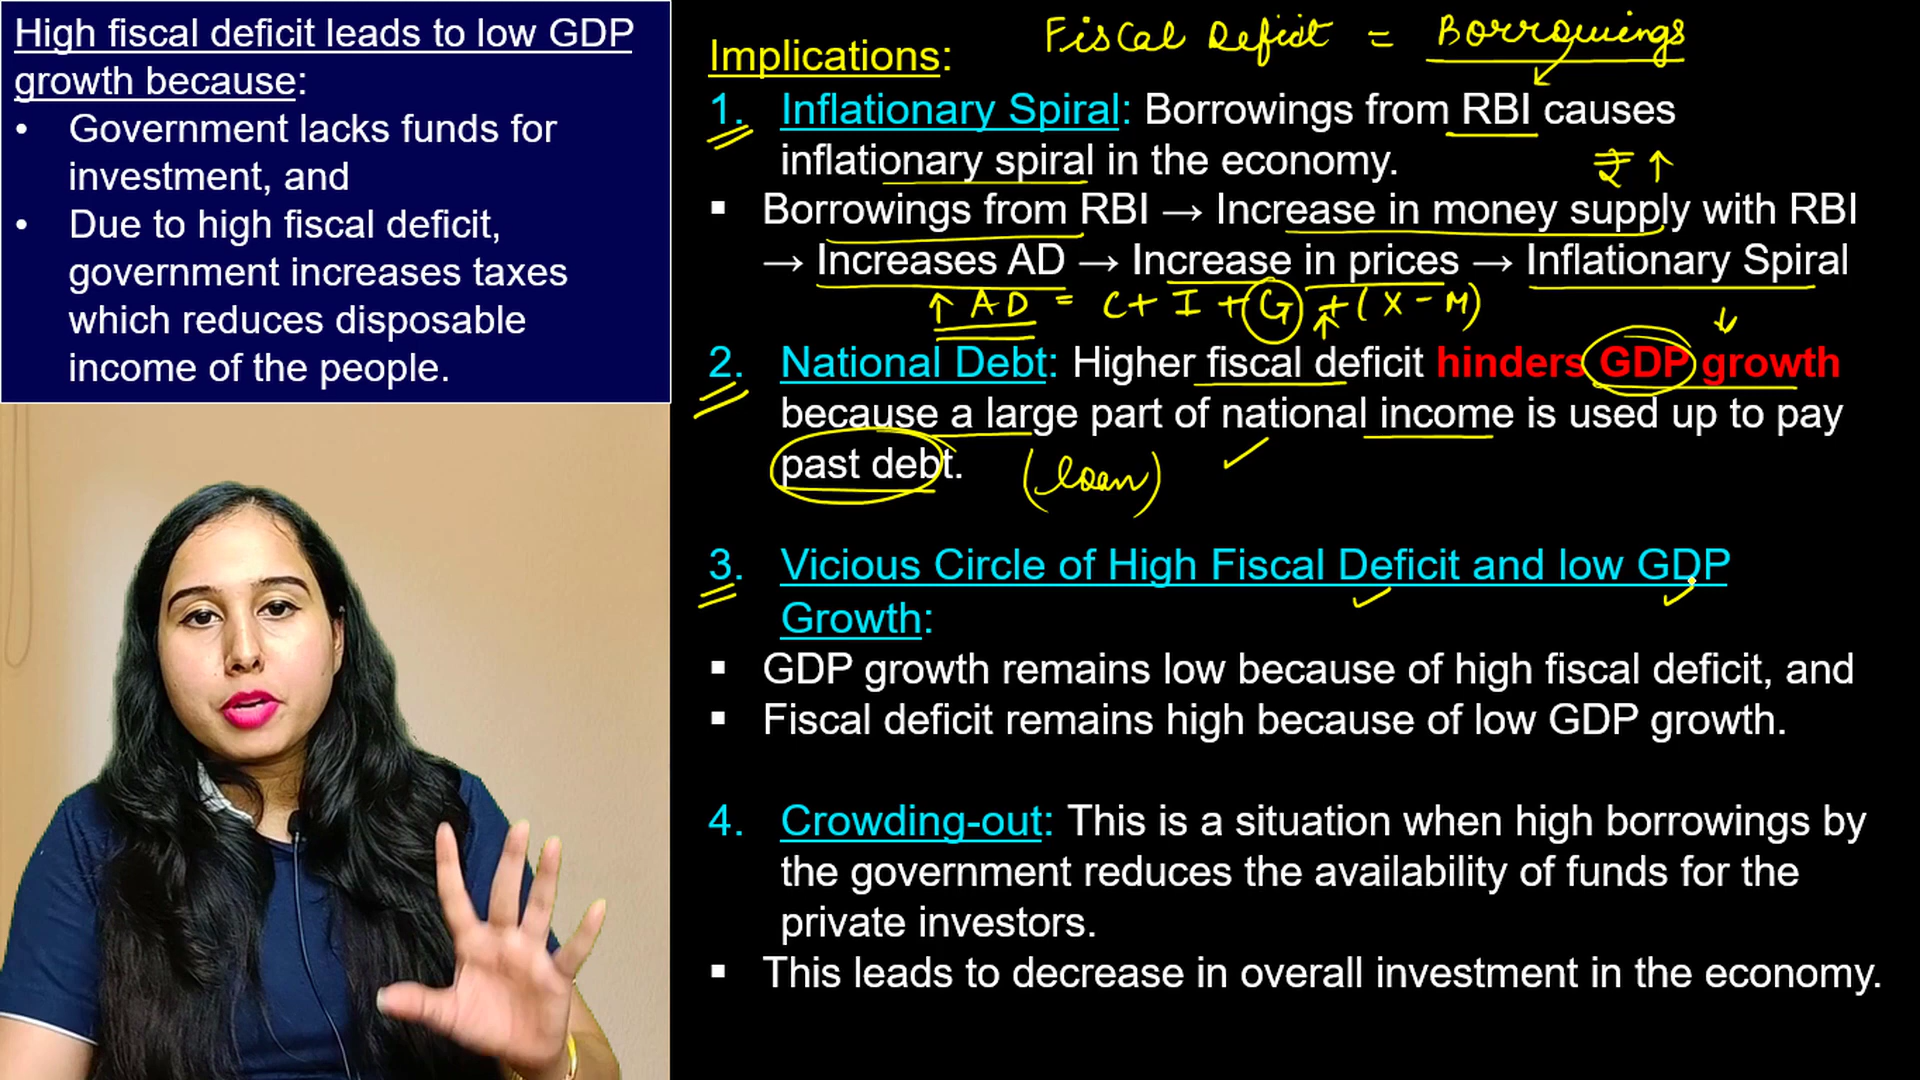 High fiscal deficit leads to low GDP
growth because:
• Government lacks funds for
investment, and
• Due to high fiscal deficit,
government increases taxes
which reduces disposable
income of the people.
Fiscal Deficit = Borrowings
Implications:
1. Inflationary Spiral: Borrowings from RBI causes
inflationary spiral in the economy.
₹ ↑
▪ Borrowings from RBI → Increase in money supply with RBI
→ Increases AD → Increase in prices → Inflationary Spiral
↑ AD = C + I + G + (X - M)
2. National Debt: Higher fiscal deficit hinders GDP growth
because a large part of national income is used up to pay
past debt. (loan)
3. Vicious Circle of High Fiscal Deficit and low GDP
Growth:
▪ GDP growth remains low because of high fiscal deficit, and
▪ Fiscal deficit remains high because of low GDP growth.
4. Crowding-out: This is a situation when high borrowings by
the government reduces the availability of funds for the
private investors.
▪ This leads to decrease in overall investment in the economy.